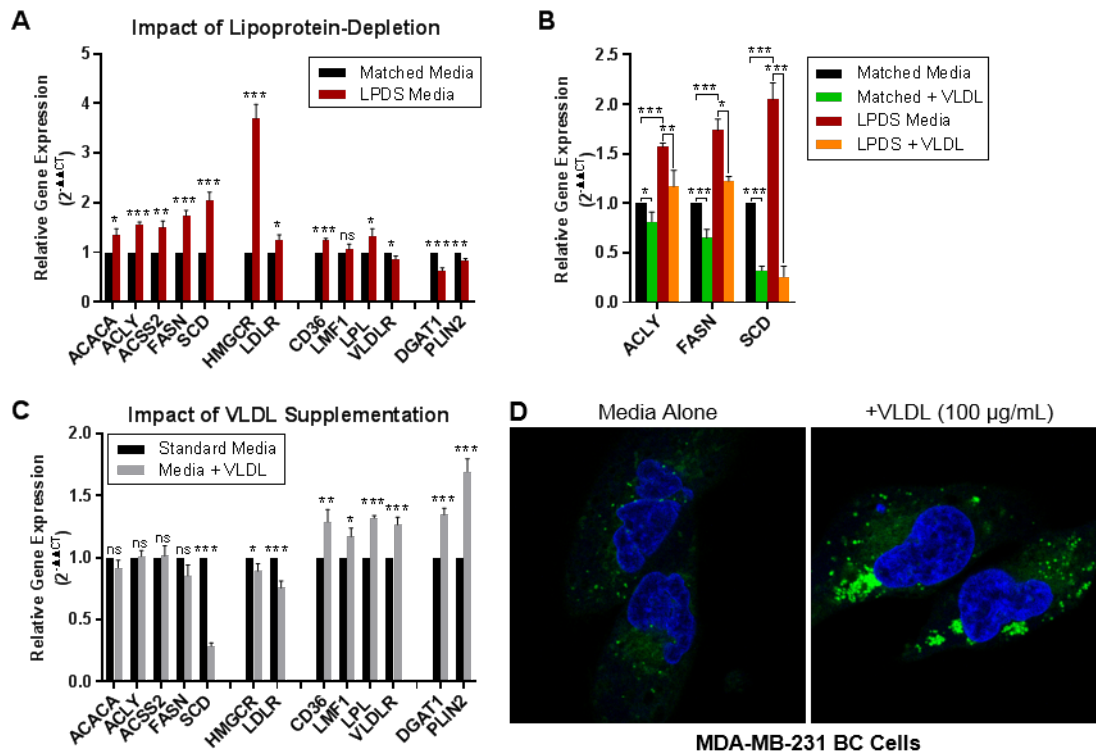 A
Impact of Lipoprotein-Depletion
Relative Gene Expression
(2-▲▲CT)
5
4
3
2
1
0
Matched Media
LPDS Media
* *** ** *** *** *** * *** ns * * *** ***
ACACA ACLY ACSS2 FASN SCD HMGCR LDLR CD36 LMF1 LPL VLDLR DGAT1 PLIN2
B
Relative Gene Expression
(2-▲▲CT)
2.5
2.0
1.5
1.0
0.5
0.0
*** ** * *** * *** *** *** ***
Matched Media
Matched + VLDL
LPDS Media
LPDS + VLDL
ACLY FASN SCD
C
Impact of VLDL Supplementation
Relative Gene Expression
(2-▲▲CT)
2.0
1.5
1.0
0.5
0.0
Standard Media
Media + VLDL
ns ns ns ns *** * *** ** * *** *** *** ***
ACACA ACLY ACSS2 FASN SCD HMGCR LDLR CD36 LMF1 LPL VLDLR DGAT1 PLIN2
D
Media Alone
+VLDL (100 µg/mL)
MDA-MB-231 BC Cells